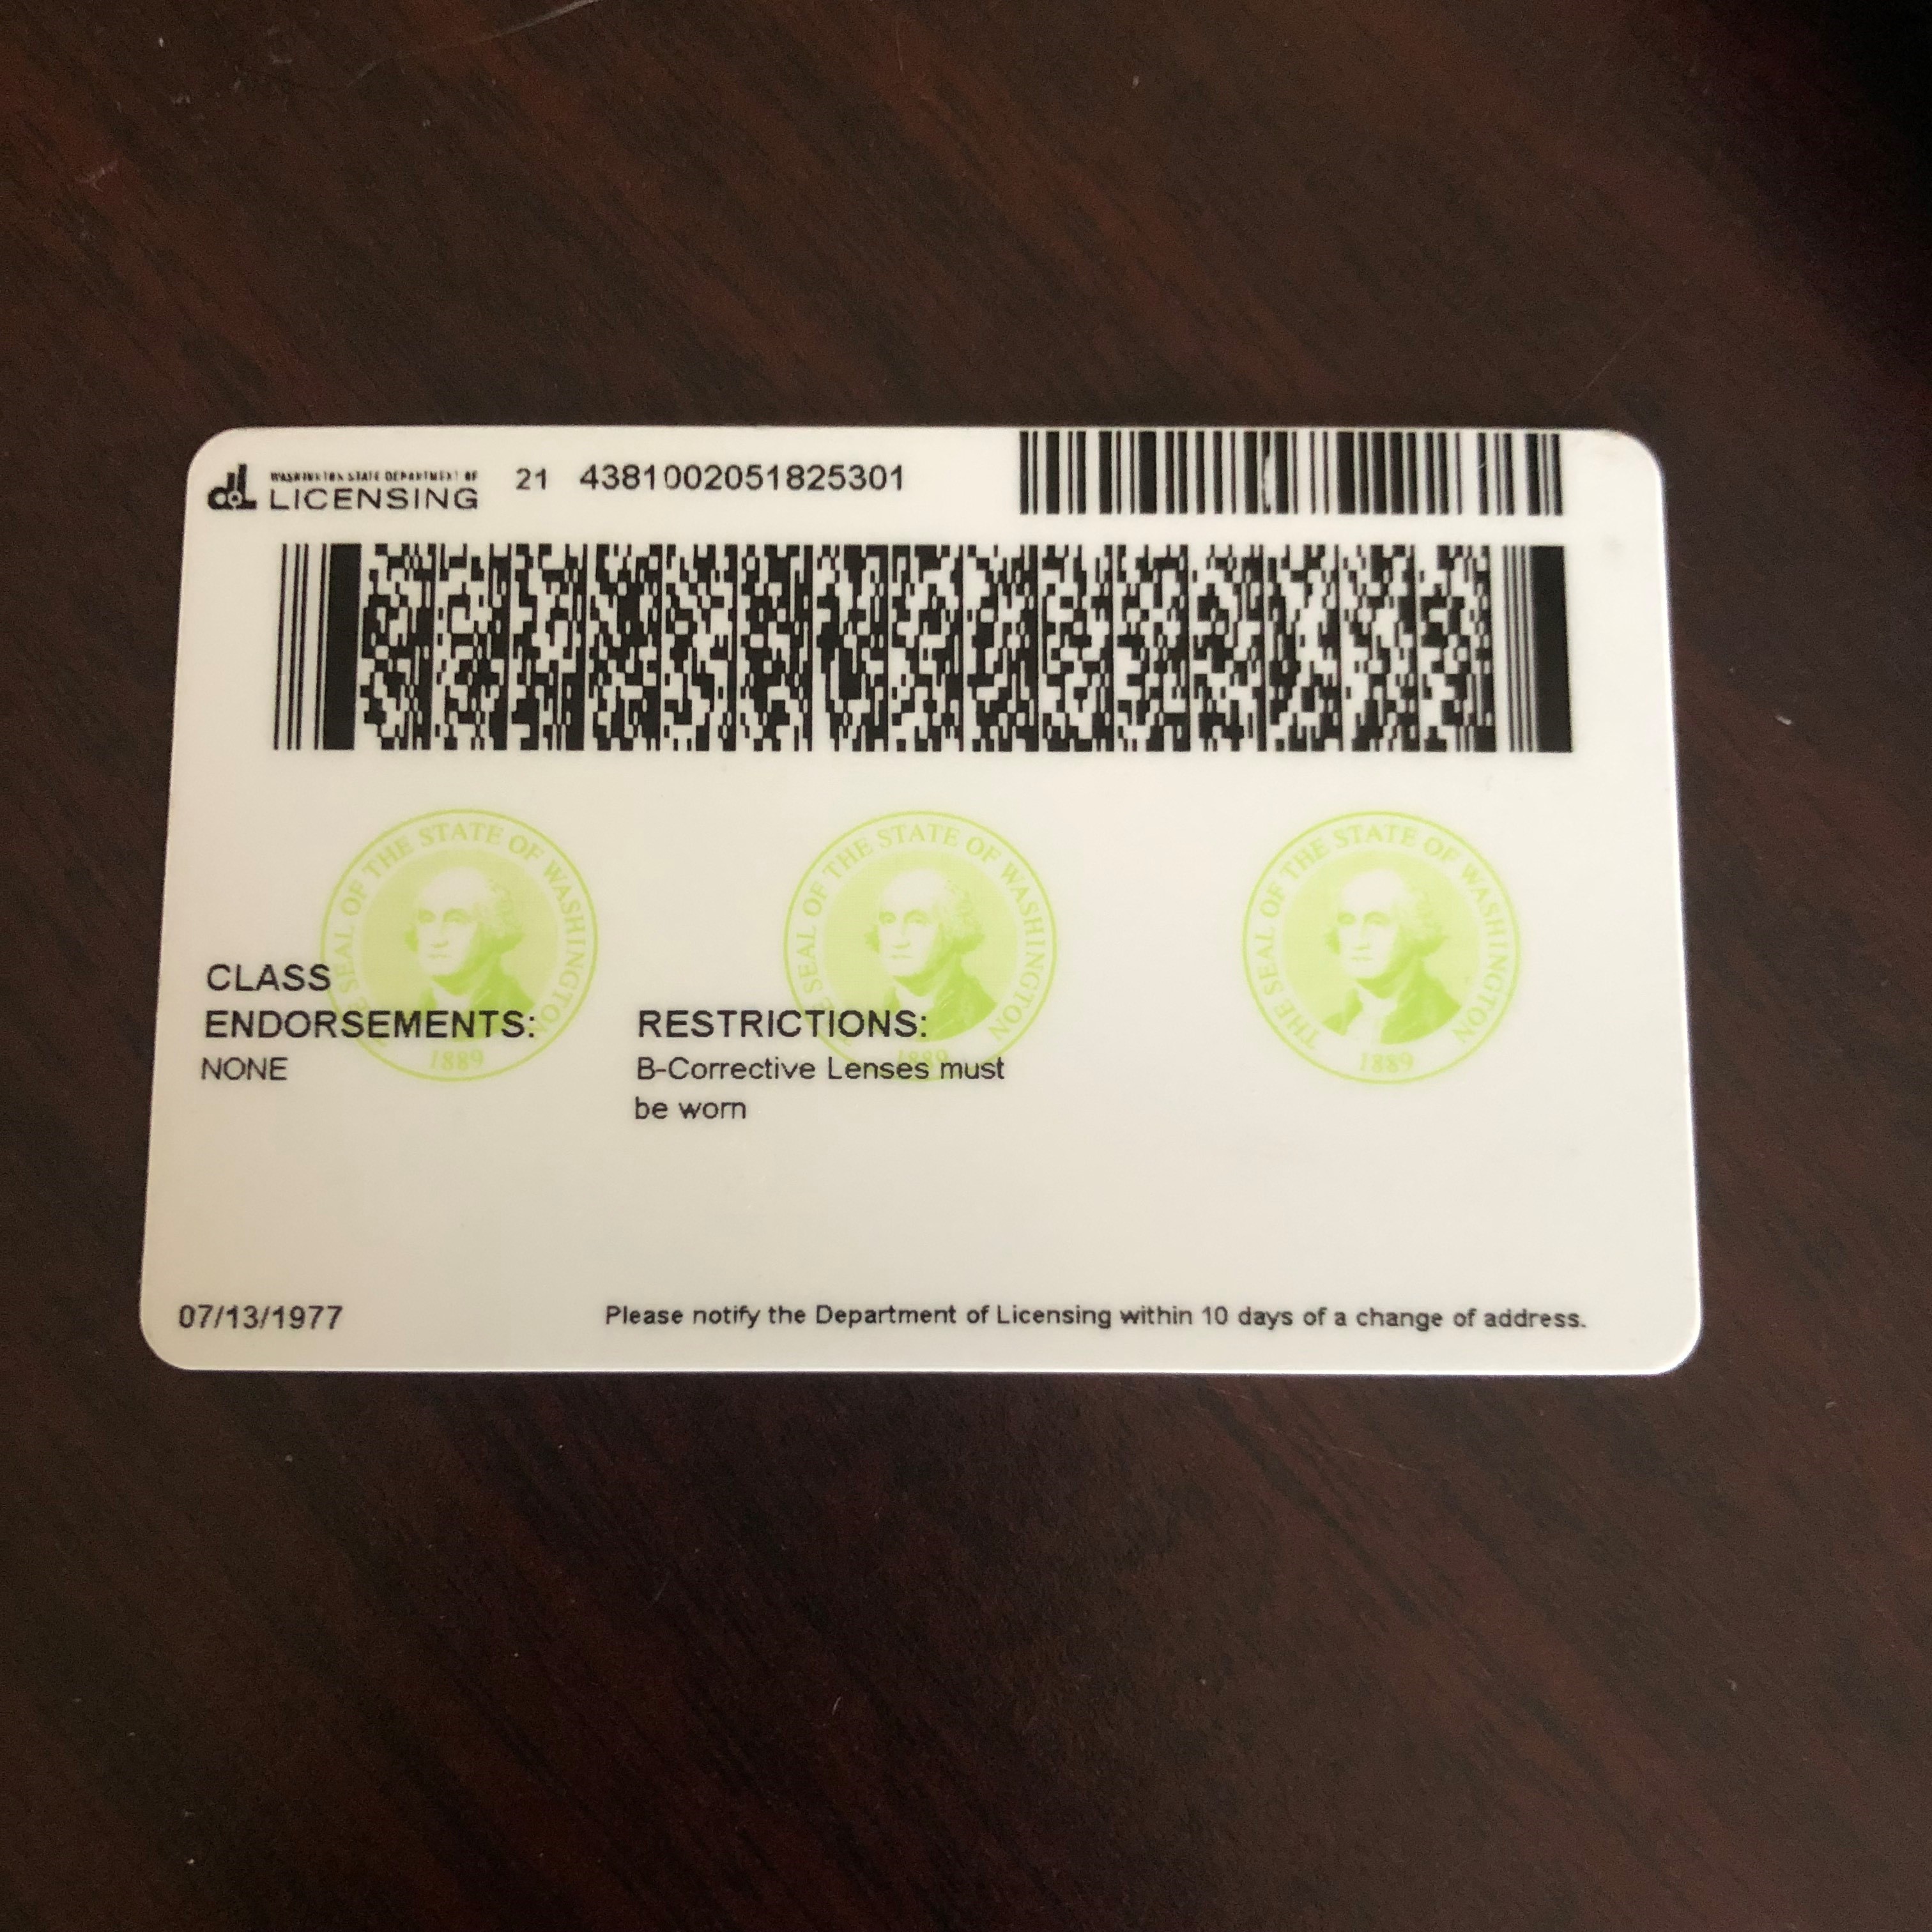 WASHINGTON STATE DEPARTMENT OF
LICENSING
21 4381002051825301
THE SEAL OF THE STATE OF WASHINGTON
1889
THE SEAL OF THE STATE OF WASHINGTON
1889
THE SEAL OF THE STATE OF WASHINGTON
1889
CLASS
ENDORSEMENTS:
NONE
RESTRICTIONS:
B-Corrective Lenses must
be worn
07/13/1977
Please notify the Department of Licensing within 10 days of a change of address.